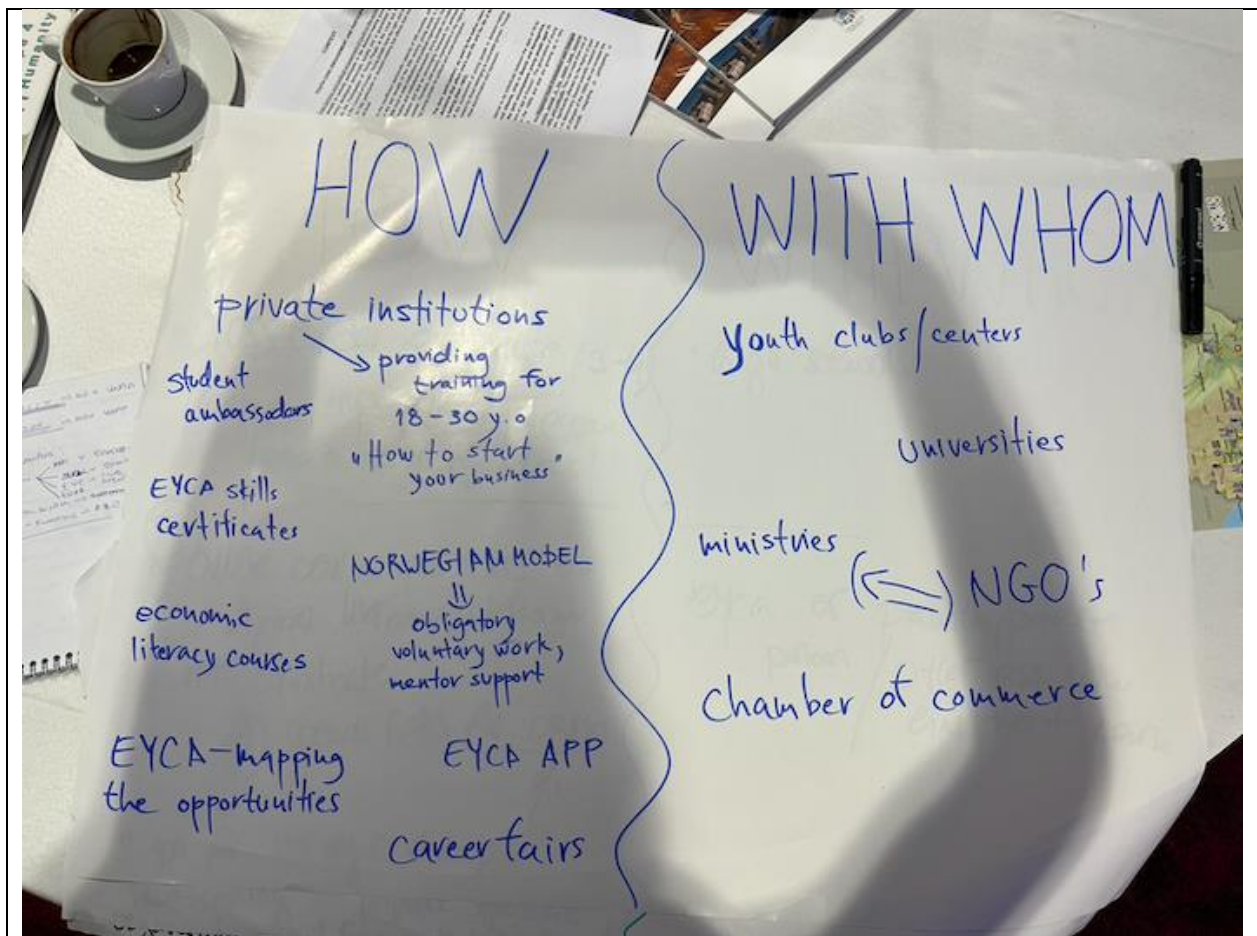 HOW
private institutions
providing
training for
18-30 y.o
"How to start
your business"
student
ambassadors
EYCA skills
certificates
NORWEGIAN MODEL
obligatory
voluntary work,
mentor support
economic
literacy courses
EYCA-mapping
the opportunities
EYCA APP
career fairs
WITH WHOM
Youth clubs/centers
universities
ministries
NGO's
Chamber of commerce
Humanity